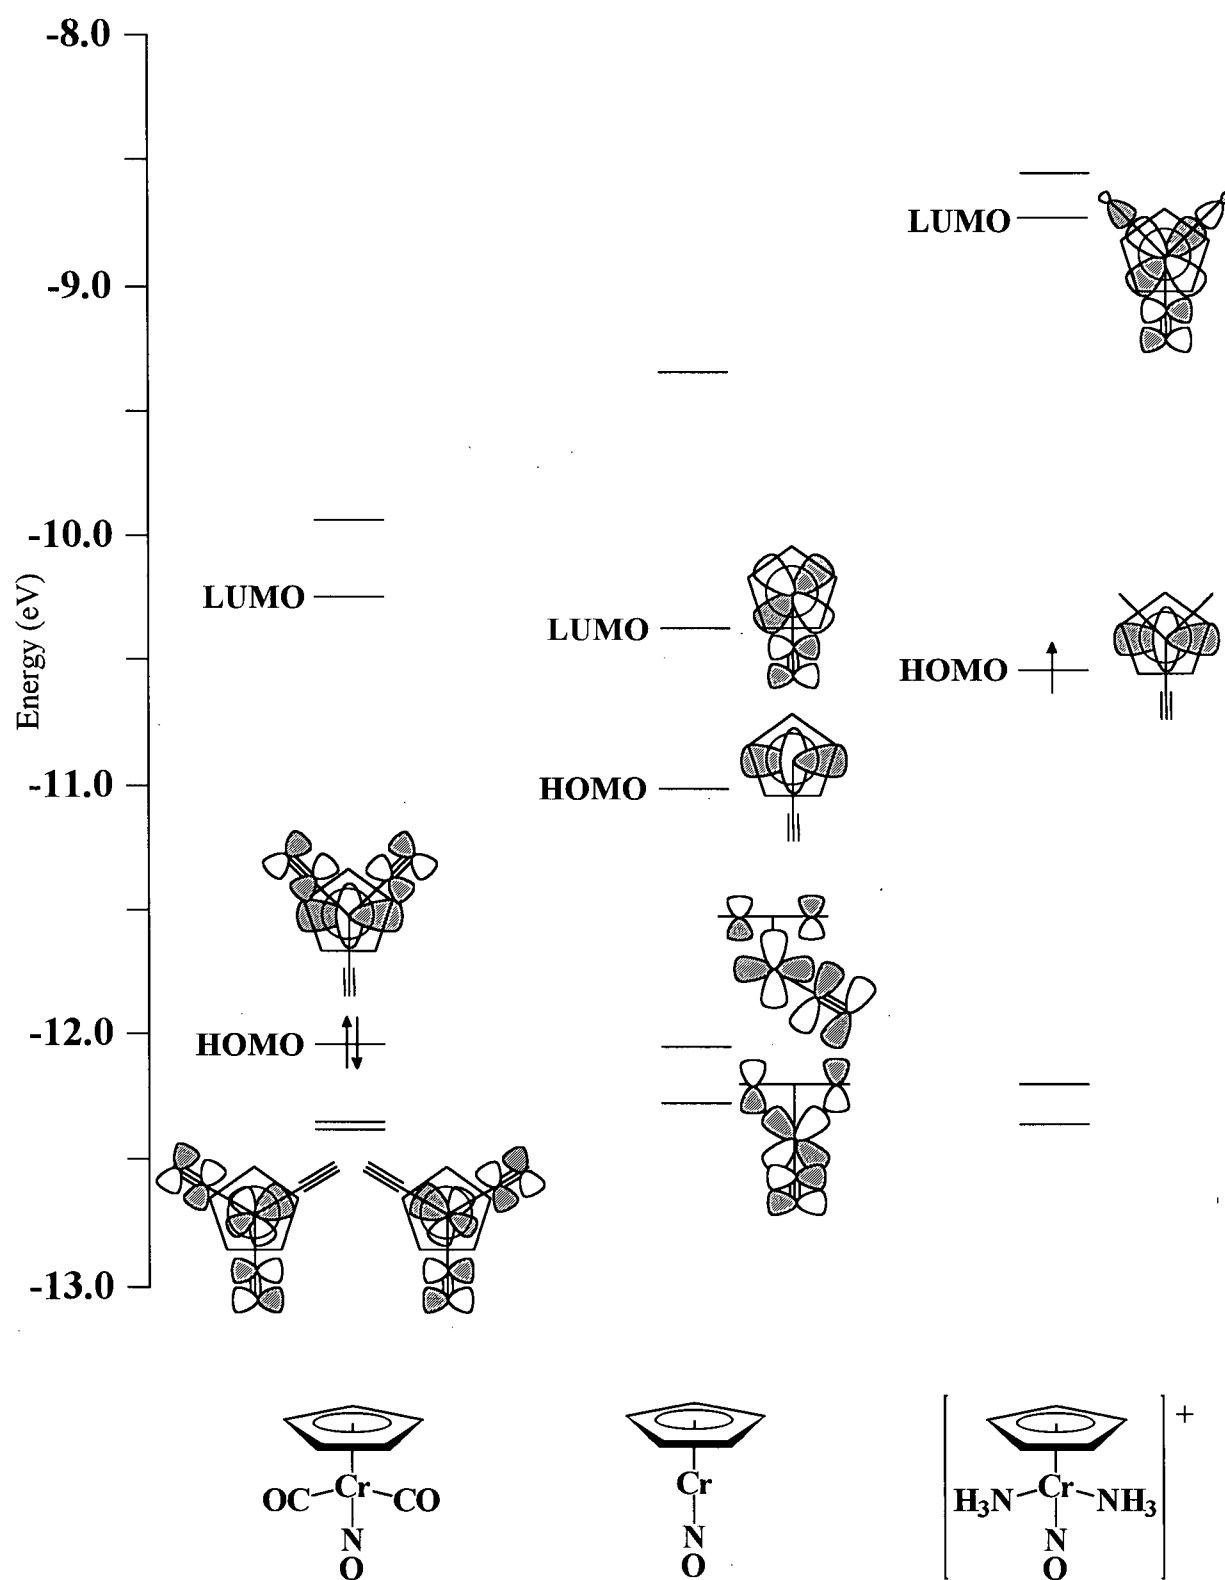 -8.0
LUMO
-9.0
-10.0
LUMO
LUMO
HOMO
Energy (eV)
-11.0
HOMO
-12.0
HOMO
-13.0
OC Cr CO
N
O
Cr
N
O
+
H3N Cr NH3
N
O